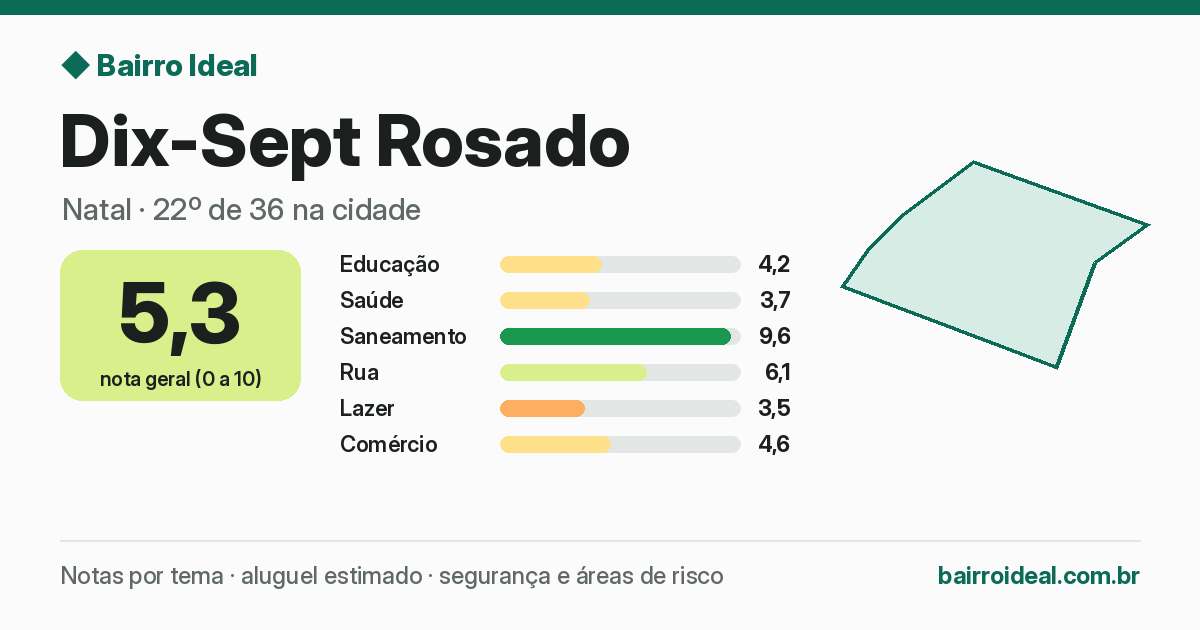 Bairro Ideal
Dix-Sept Rosado
Natal · 22º de 36 na cidade
5,3
nota geral (0 a 10)
Educação 4,2
Saúde 3,7
Saneamento 9,6
Rua 6,1
Lazer 3,5
Comércio 4,6
Notas por tema · aluguel estimado · segurança e áreas de risco
bairroideal.com.br